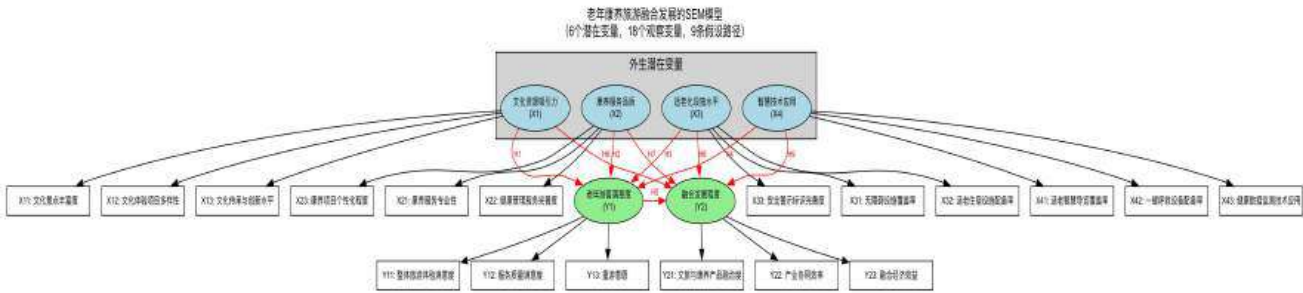 老年康养旅游融合发展的SEM模型
(6个潜在变量, 18个观察变量, 9条假设路径)
外生潜在变量
文化资源吸引力
(X1)
康养服务品质
(X2)
适老化设施水平
(X3)
智慧技术应用
(X4)
H1
H6
H2
H7
H3
H8
H9
X11: 文化景点丰富度
X12: 文化体验项目多样性
X13: 文化传承与创新水平
X23: 康养项目个性化程度
X21: 康养服务专业性
X22: 健康管理服务完善度
老年游客满意度
(Y1)
融合发展程度
(Y2)
X33: 安全警示标识完善度
X31: 无障碍设施覆盖率
X32: 适老住宿设施配备率
X41: 适老智慧导览覆盖率
X42: 一键呼救设备配备率
X43: 健康数据监测技术应用
Y11: 整体旅游体验满意度
Y12: 服务质量满意度
Y13: 重游意愿
Y21: 文旅与康养产品融合度
Y22: 产业协同效率
Y23: 融合经济效益